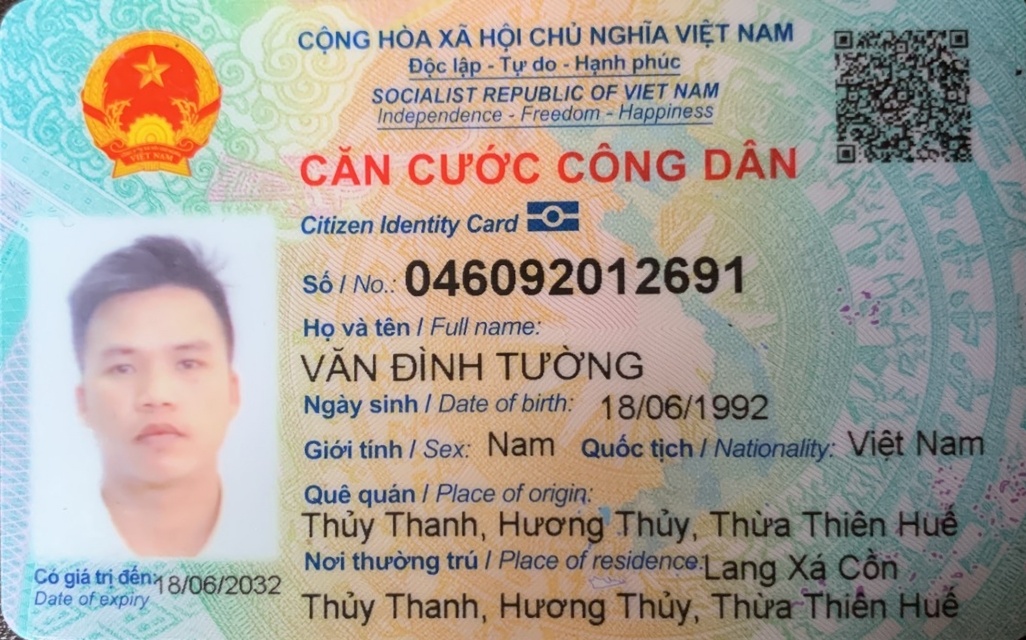 CỘNG HÒA XÃ HỘI CHỦ NGHĨA VIỆT NAM
Độc lập - Tự do - Hạnh phúc
SOCIALIST REPUBLIC OF VIET NAM
Independence - Freedom - Happiness
CĂN CƯỚC CÔNG DÂN
Citizen Identity Card
Số / No.: 046092012691
Họ và tên / Full name:
VĂN ĐÌNH TƯỜNG
Ngày sinh / Date of birth: 18/06/1992
Giới tính / Sex: Nam Quốc tịch / Nationality: Việt Nam
Quê quán / Place of origin:
Thủy Thanh, Hương Thủy, Thừa Thiên Huế
Nơi thường trú / Place of residence: Lang Xá Cồn
Thủy Thanh, Hương Thủy, Thừa Thiên Huế
Có giá trị đến: 18/06/2032
Date of expiry
VIỆT NAM